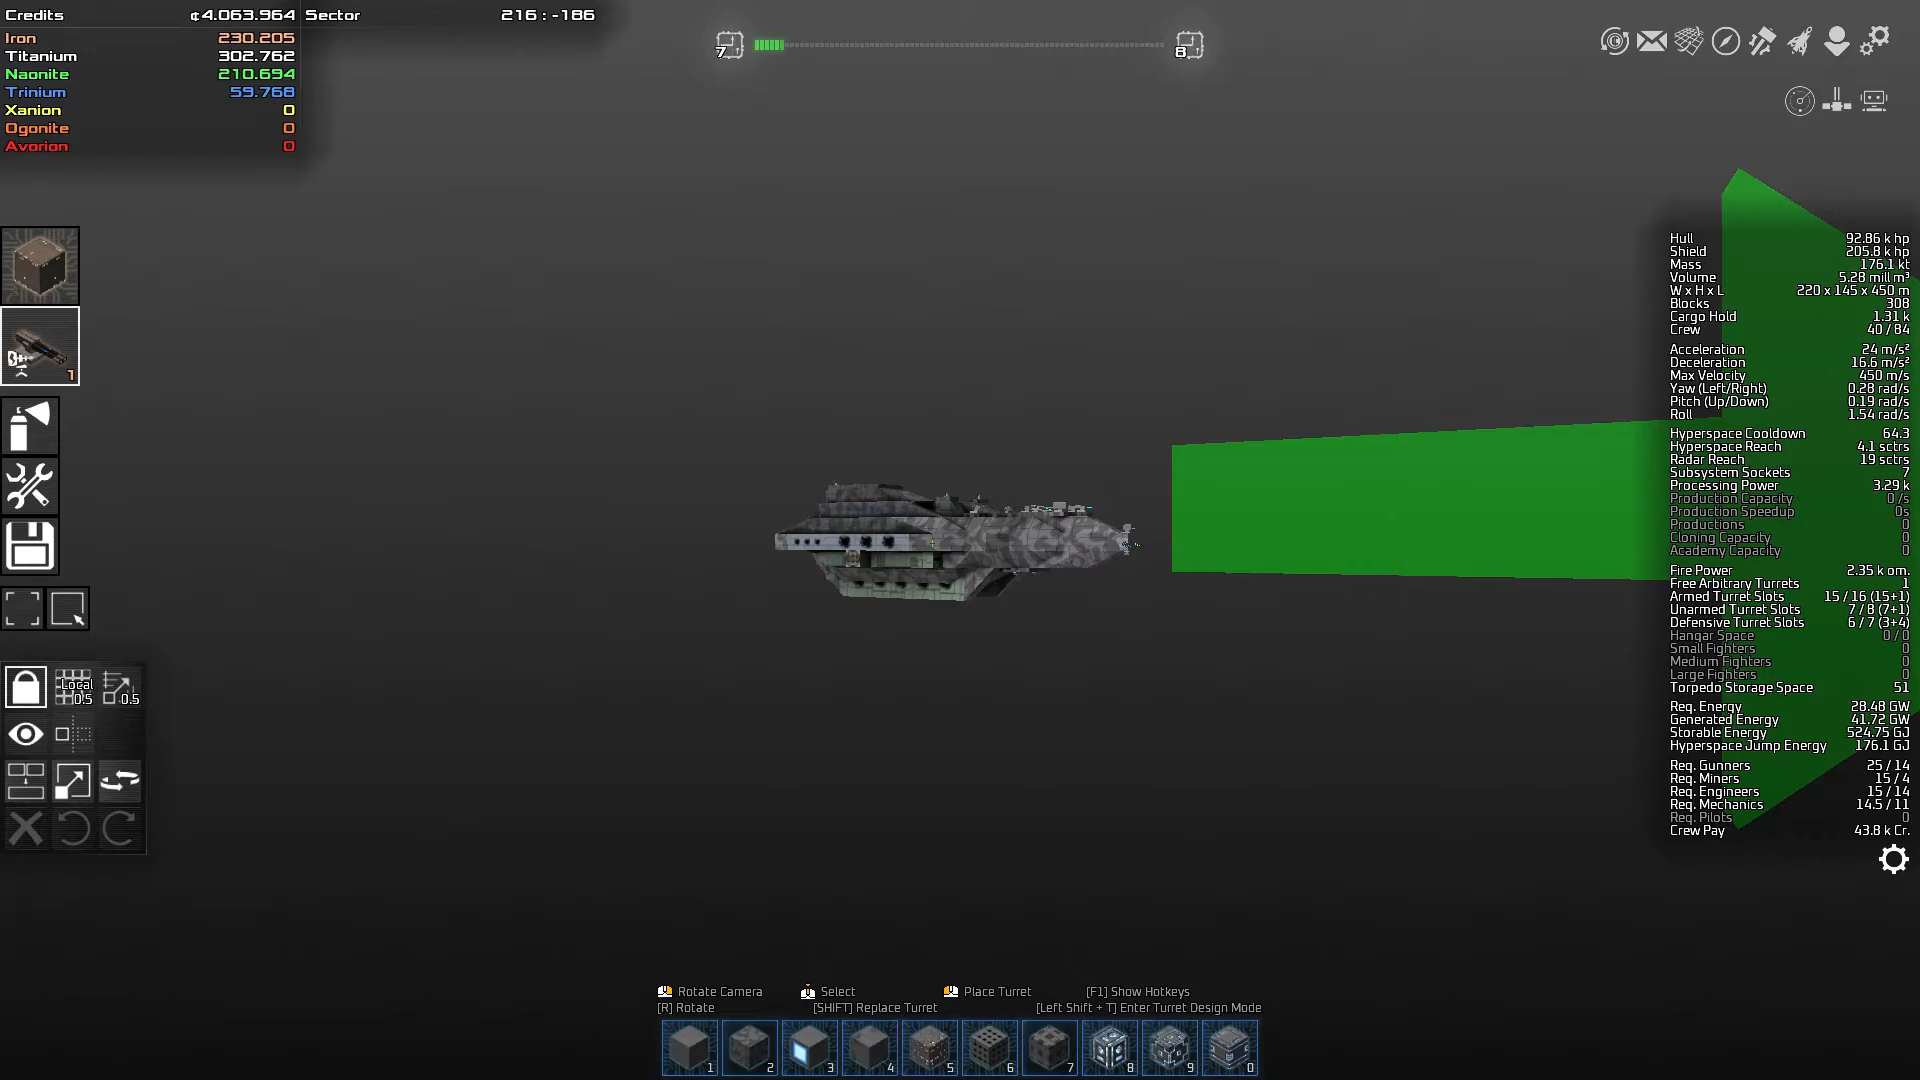 Credits ¢4.063.964 Sector 216 : -186
Iron 230.205
Titanium 302.762
Naonite 210.694
Trinium 59.768
Xanion 0
Ogonite 0
Avorion 0
7 8
1
Local
0.5 0.5
Hull 92.86 k hp
Shield 205.8 k hp
Mass 176.1 kt
Volume 5.28 mill m³
W x H x L 220 x 145 x 450 m
Blocks 308
Cargo Hold 1.31 k
Crew 40 / 84
Acceleration 24 m/s²
Deceleration 16.6 m/s²
Max Velocity 450 m/s
Yaw (Left/Right) 0.28 rad/s
Pitch (Up/Down) 0.19 rad/s
Roll 1.54 rad/s
Hyperspace Cooldown 64.3
Hyperspace Reach 4.1 sctrs
Radar Reach 19 sctrs
Subsystem Sockets 7
Processing Power 3.29 k
Production Capacity 0 /s
Production Speedup 0s
Productions 0
Cloning Capacity 0
Academy Capacity 0
Fire Power 2.35 k om.
Free Arbitrary Turrets 1
Armed Turret Slots 15 / 16 (15+1)
Unarmed Turret Slots 7 / 8 (7+1)
Defensive Turret Slots 6 / 7 (3+4)
Hangar Space 0 / 0
Small Fighters 0
Medium Fighters 0
Large Fighters 0
Torpedo Storage Space 51
Req. Energy 28.48 GW
Generated Energy 41.72 GW
Storable Energy 524.75 GJ
Hyperspace Jump Energy 176.1 GJ
Req. Gunners 25 / 14
Req. Miners 15 / 4
Req. Engineers 15 / 14
Req. Mechanics 14.5 / 11
Req. Pilots 0
Crew Pay 43.8 k Cr.
Rotate Camera Select Place Turret [F1] Show Hotkeys
[R] Rotate [SHIFT] Replace Turret [Left Shift + T] Enter Turret Design Mode
1 2 3 4 5 6 7 8 9 0